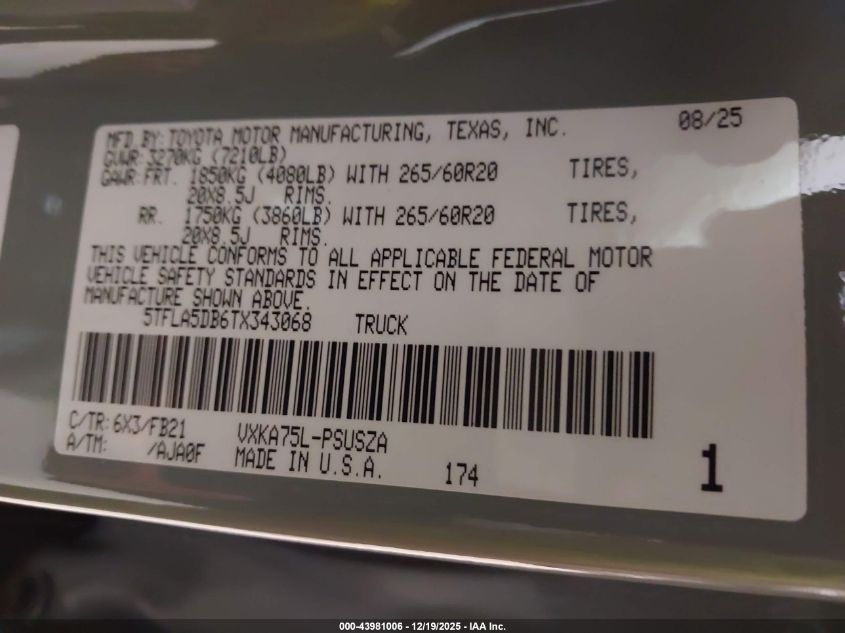 MFD. BY: TOYOTA MOTOR MANUFACTURING, TEXAS, INC. 08/25
GVWR 3270KG (7210LB)
GAWR FRT. 1850KG (4080LB) WITH 265/60R20 TIRES,
20X8.5J RIMS.
RR. 1750KG (3860LB) WITH 265/60R20 TIRES,
20X8.5J RIMS.
THIS VEHICLE CONFORMS TO ALL APPLICABLE FEDERAL MOTOR
VEHICLE SAFETY STANDARDS IN EFFECT ON THE DATE OF
MANUFACTURE SHOWN ABOVE.
5TFLA5DB6TX343068 TRUCK
C/TR: 6X3/FB21 VXKA75L-PSUSZA
A/TM: /AJA0F MADE IN U.S.A. 174 1
000-43981006 - 12/19/2025 - IAA Inc.